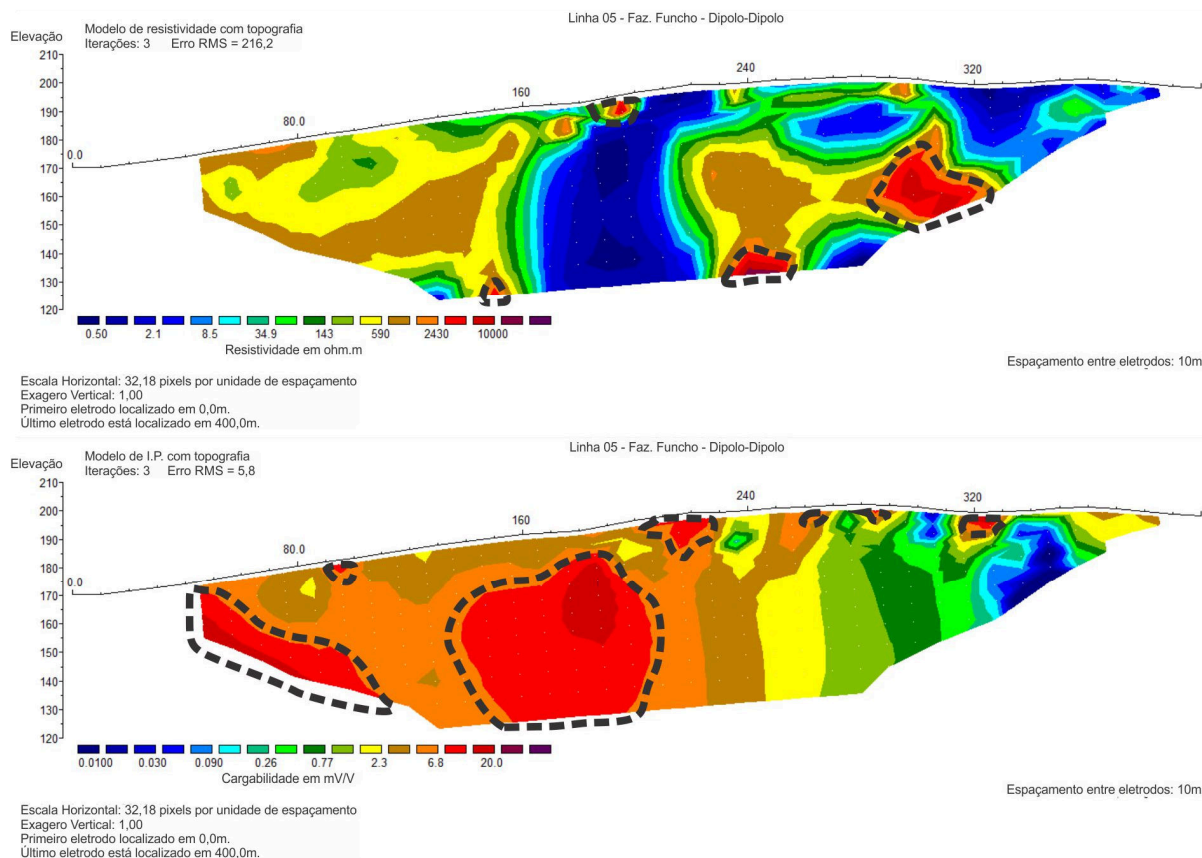 Linha 05 - Faz. Funcho - Dipolo-Dipolo
Modelo de resistividade com topografia
Iterações: 3 Erro RMS = 216,2
Elevação
210
200
190
180
170
160
150
140
130
120
0.0
80.0
160
240
320
0.50 2.1 8.5 34.9 143 590 2430 10000
Resistividade em ohm.m
Espaçamento entre eletrodos: 10m
Escala Horizontal: 32,18 pixels por unidade de espaçamento
Exagero Vertical: 1,00
Primeiro eletrodo localizado em 0,0m.
Último eletrodo está localizado em 400,0m.
Linha 05 - Faz. Funcho - Dipolo-Dipolo
Modelo de I.P. com topografia
Iterações: 3 Erro RMS = 5,8
Elevação
210
200
190
180
170
160
150
140
130
120
0.0
80.0
160
240
320
0.0100 0.030 0.090 0.26 0.77 2.3 6.8 20.0
Cargabilidade em mV/V
Espaçamento entre eletrodos: 10m
Escala Horizontal: 32,18 pixels por unidade de espaçamento
Exagero Vertical: 1,00
Primeiro eletrodo localizado em 0,0m.
Último eletrodo está localizado em 400,0m.